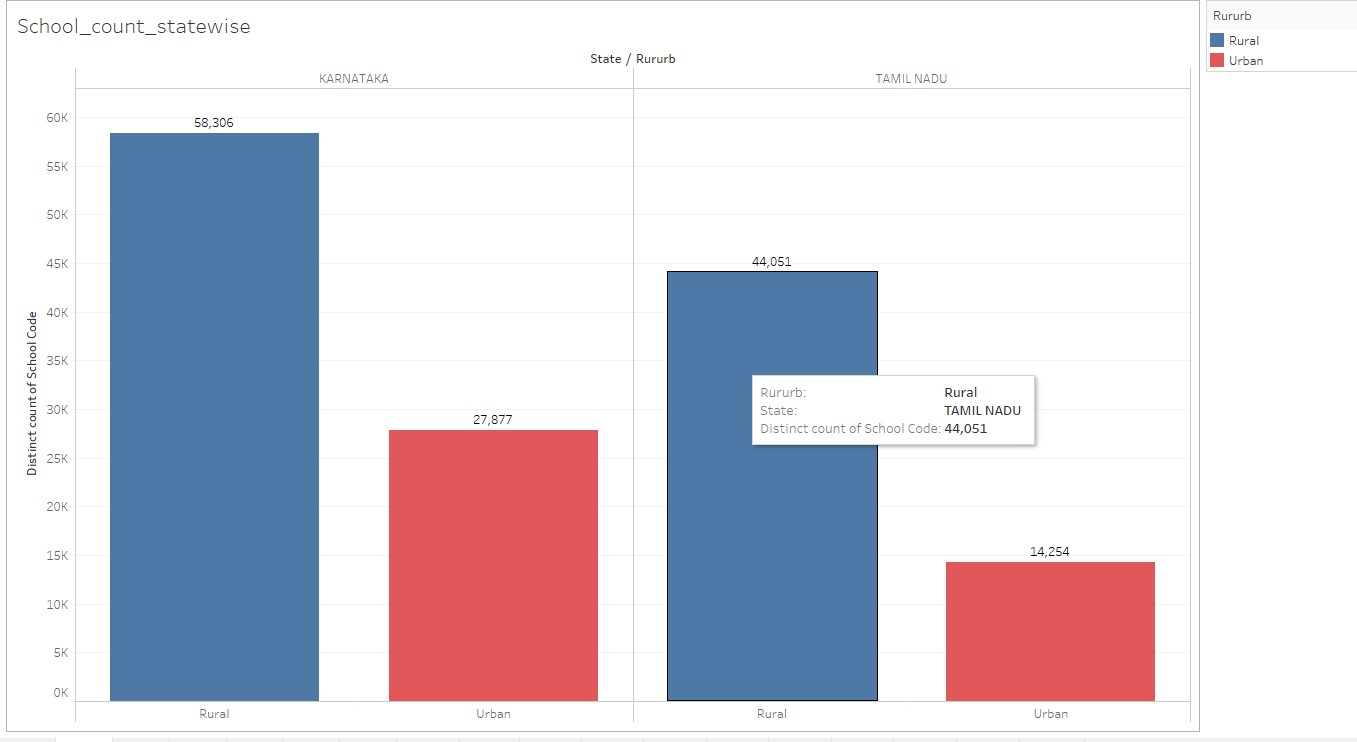 School_count_statewise
Rururb
Rural
Urban
State / Rururb
KARNATAKA
TAMIL NADU
Distinct count of School Code
60K
55K
50K
45K
40K
35K
30K
25K
20K
15K
10K
5K
0K
58,306
27,877
44,051
14,254
Rururb: Rural
State: TAMIL NADU
Distinct count of School Code: 44,051
Rural
Urban
Rural
Urban